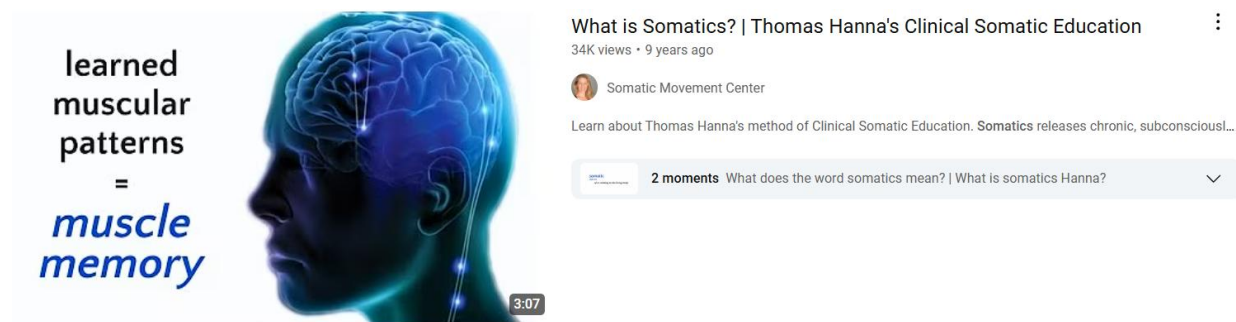 learned
muscular
patterns
=
muscle
memory
3:07
What is Somatics? | Thomas Hanna's Clinical Somatic Education
34K views • 9 years ago
Somatic Movement Center
Learn about Thomas Hanna's method of Clinical Somatic Education. Somatics releases chronic, subconsciousl...
2 moments What does the word somatics mean? | What is somatics Hanna?